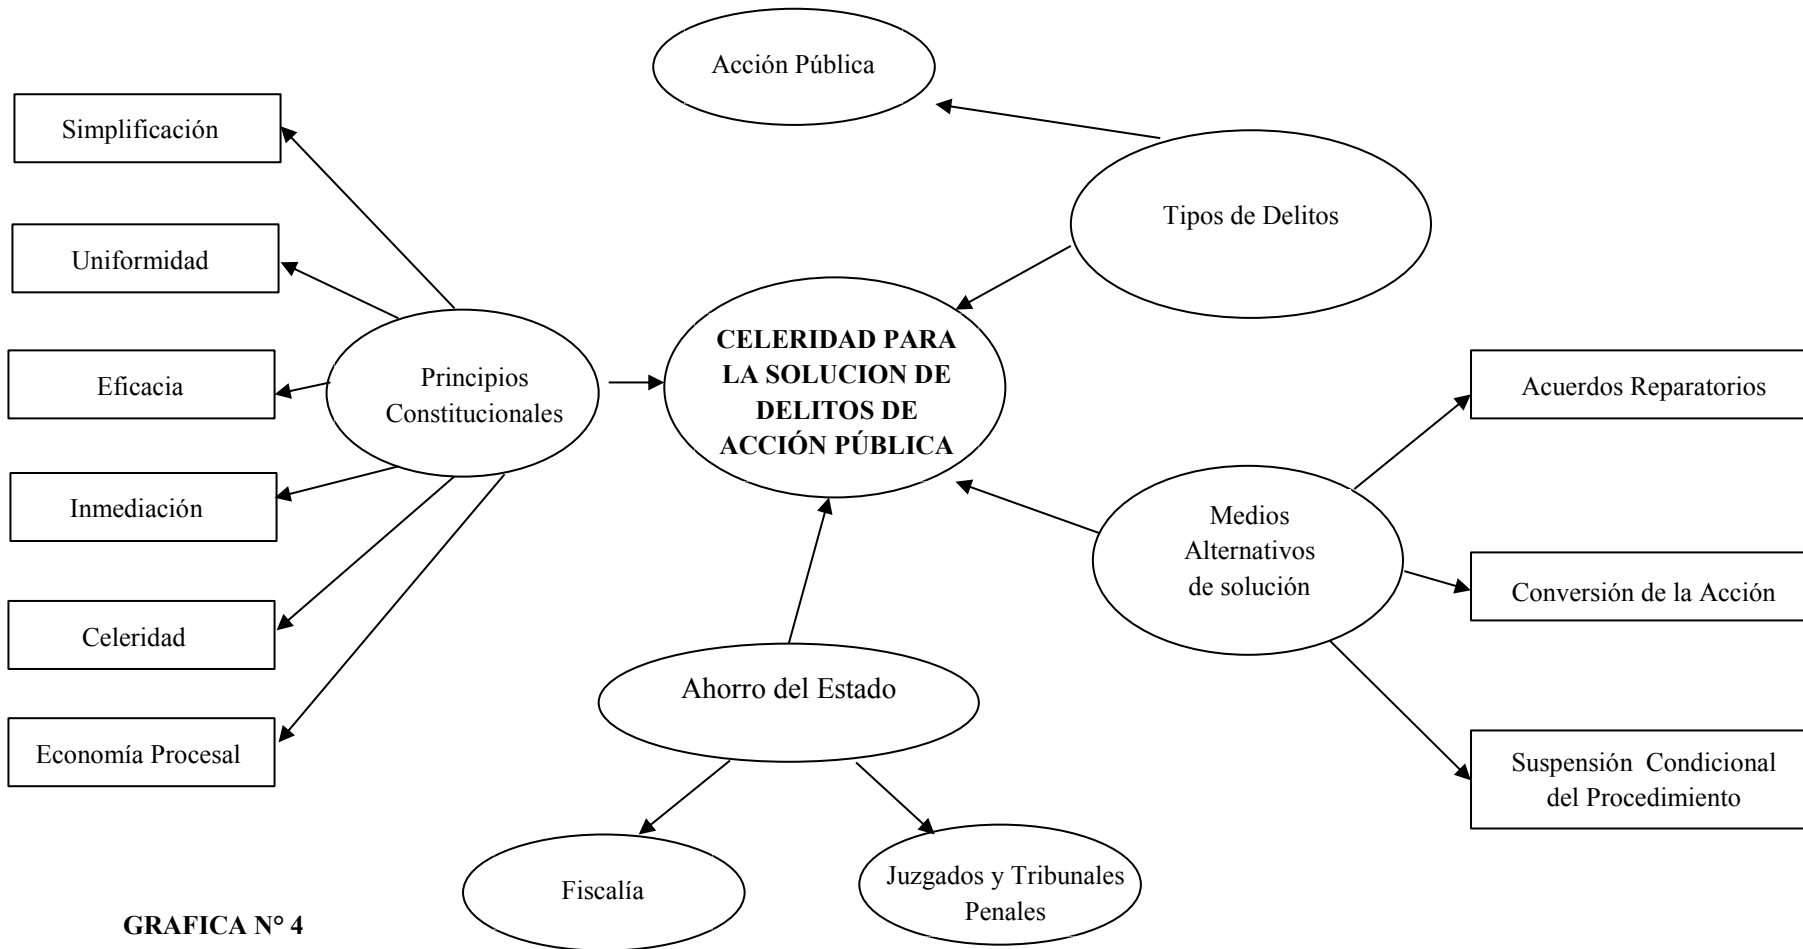 Acción Pública
Simplificación
Tipos de Delitos
Uniformidad
CELERIDAD PARA
LA SOLUCION DE
DELITOS DE
ACCIÓN PÚBLICA
Principios
Constitucionales
Eficacia
Acuerdos Reparatorios
Inmediación
Medios
Alternativos
de solución
Conversión de la Acción
Celeridad
Ahorro del Estado
Economía Procesal
Suspensión Condicional
del Procedimiento
Fiscalía
Juzgados y Tribunales
Penales
GRAFICA N° 4